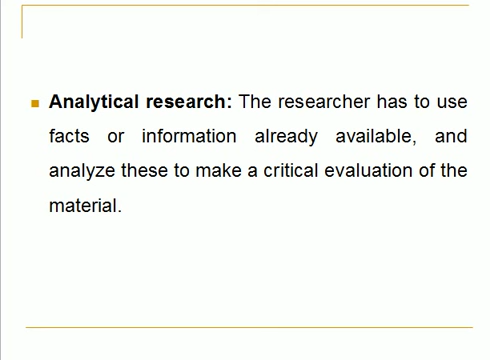 Analytical research: The researcher has to use
facts or information already available, and
analyze these to make a critical evaluation of the
material.